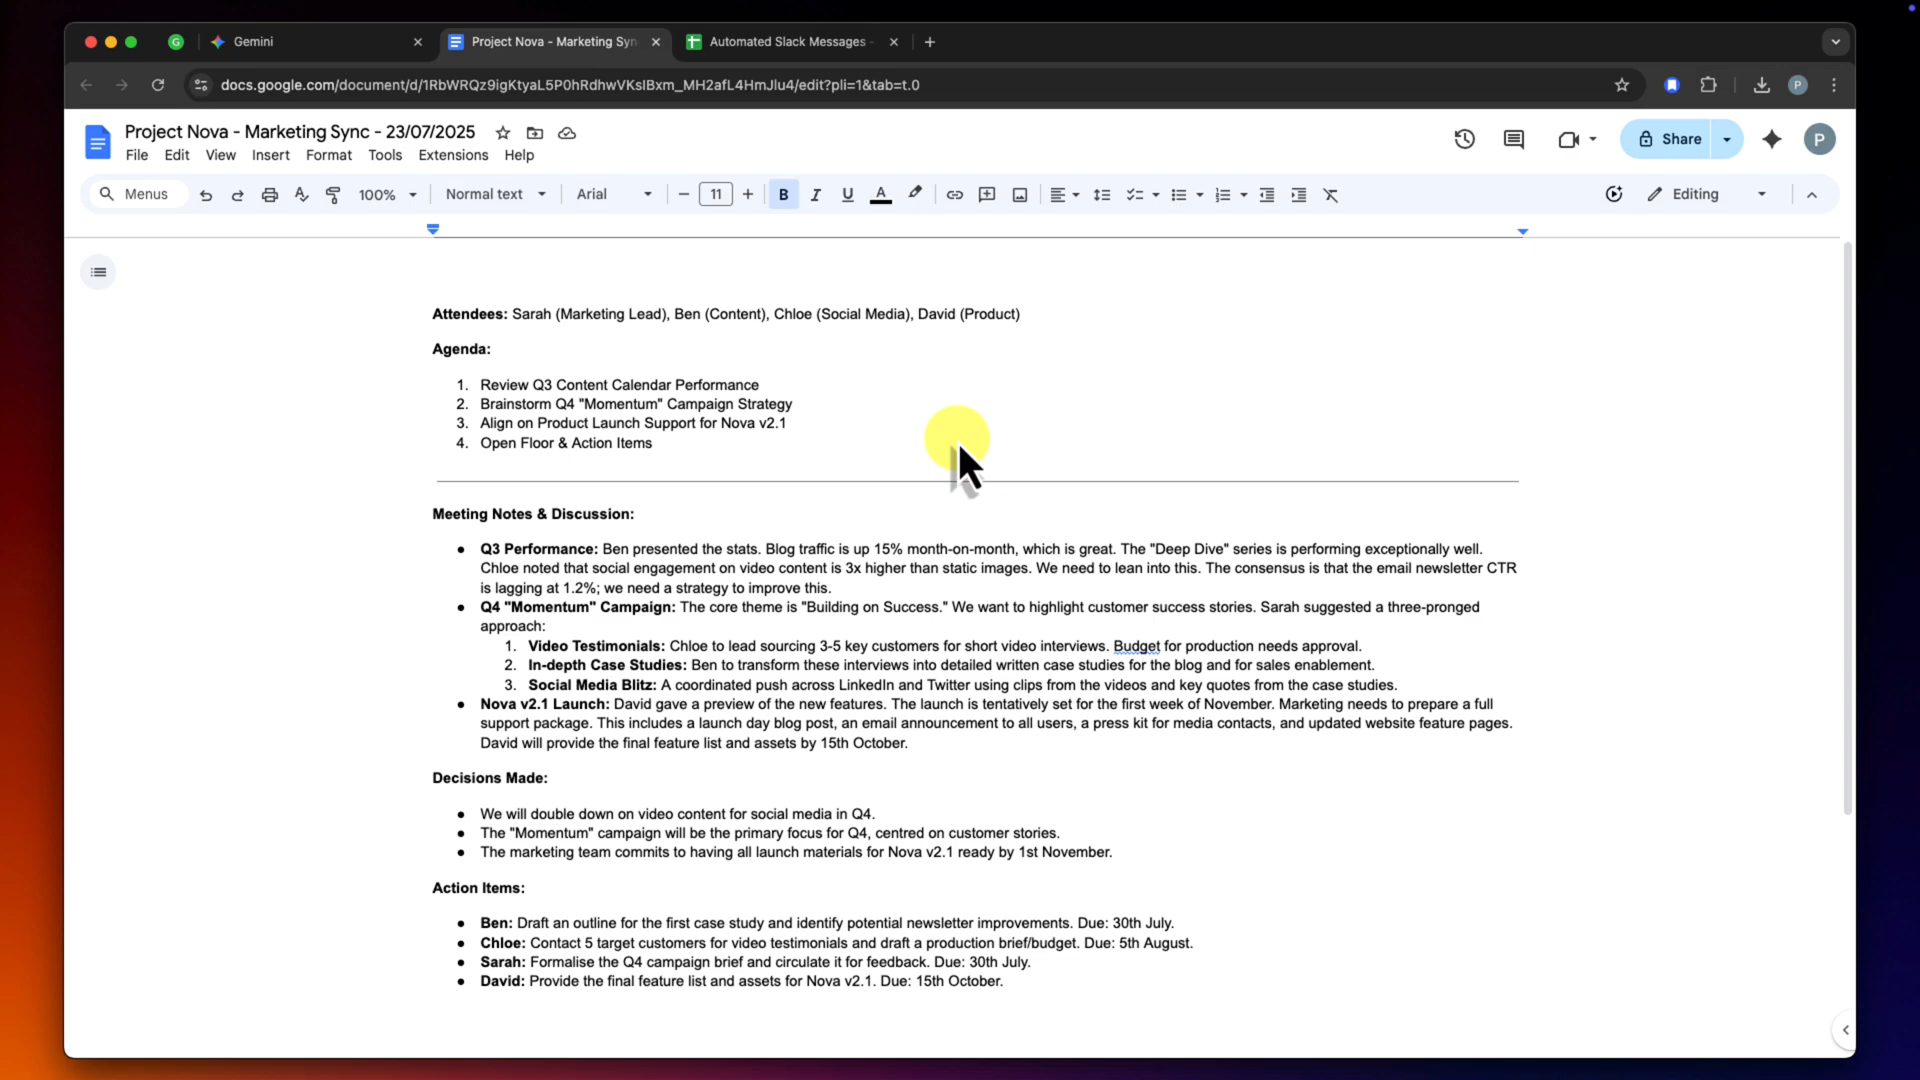 Gemini
Project Nova - Marketing Syn
Automated Slack Messages -
docs.google.com/document/d/1RbWRQz9igKtyaL5P0hRdhwVKsIBxm_MH2afL4HmJlu4/edit?pli=1&tab=t.0
P
Project Nova - Marketing Sync - 23/07/2025
File Edit View Insert Format Tools Extensions Help
Share
P
Menus 100% Normal text Arial 11 B I U A Editing
Attendees: Sarah (Marketing Lead), Ben (Content), Chloe (Social Media), David (Product)
Agenda:
1. Review Q3 Content Calendar Performance
2. Brainstorm Q4 "Momentum" Campaign Strategy
3. Align on Product Launch Support for Nova v2.1
4. Open Floor & Action Items
Meeting Notes & Discussion:
● Q3 Performance: Ben presented the stats. Blog traffic is up 15% month-on-month, which is great. The "Deep Dive" series is performing exceptionally well.
Chloe noted that social engagement on video content is 3x higher than static images. We need to lean into this. The consensus is that the email newsletter CTR
is lagging at 1.2%; we need a strategy to improve this.
● Q4 "Momentum" Campaign: The core theme is "Building on Success." We want to highlight customer success stories. Sarah suggested a three-pronged
approach:
1. Video Testimonials: Chloe to lead sourcing 3-5 key customers for short video interviews. Budget for production needs approval.
2. In-depth Case Studies: Ben to transform these interviews into detailed written case studies for the blog and for sales enablement.
3. Social Media Blitz: A coordinated push across LinkedIn and Twitter using clips from the videos and key quotes from the case studies.
● Nova v2.1 Launch: David gave a preview of the new features. The launch is tentatively set for the first week of November. Marketing needs to prepare a full
support package. This includes a launch day blog post, an email announcement to all users, a press kit for media contacts, and updated website feature pages.
David will provide the final feature list and assets by 15th October.
Decisions Made:
● We will double down on video content for social media in Q4.
● The "Momentum" campaign will be the primary focus for Q4, centred on customer stories.
● The marketing team commits to having all launch materials for Nova v2.1 ready by 1st November.
Action Items:
● Ben: Draft an outline for the first case study and identify potential newsletter improvements. Due: 30th July.
● Chloe: Contact 5 target customers for video testimonials and draft a production brief/budget. Due: 5th August.
● Sarah: Formalise the Q4 campaign brief and circulate it for feedback. Due: 30th July.
● David: Provide the final feature list and assets for Nova v2.1. Due: 15th October.